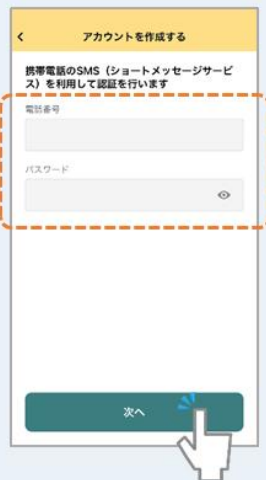 アカウントを作成する
携帯電話のSMS（ショートメッセージサービ
ス）を利用して認証を行います
電話番号
パスワード
次へ